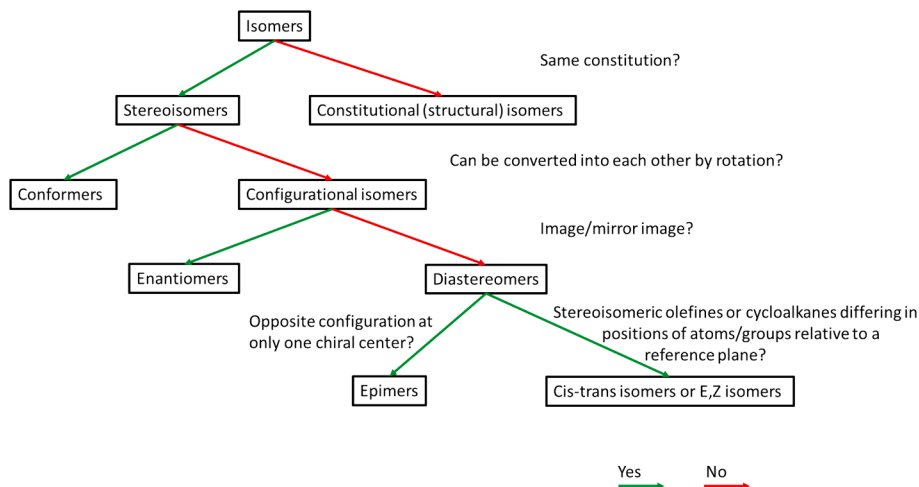 Isomers
Same constitution?
Stereoisomers
Constitutional (structural) isomers
Can be converted into each other by rotation?
Conformers
Configurational isomers
Image/mirror image?
Enantiomers
Diastereomers
Opposite configuration at
only one chiral center?
Stereoisomeric olefines or cycloalkanes differing in
positions of atoms/groups relative to a
reference plane?
Epimers
Cis-trans isomers or E,Z isomers
Yes
No